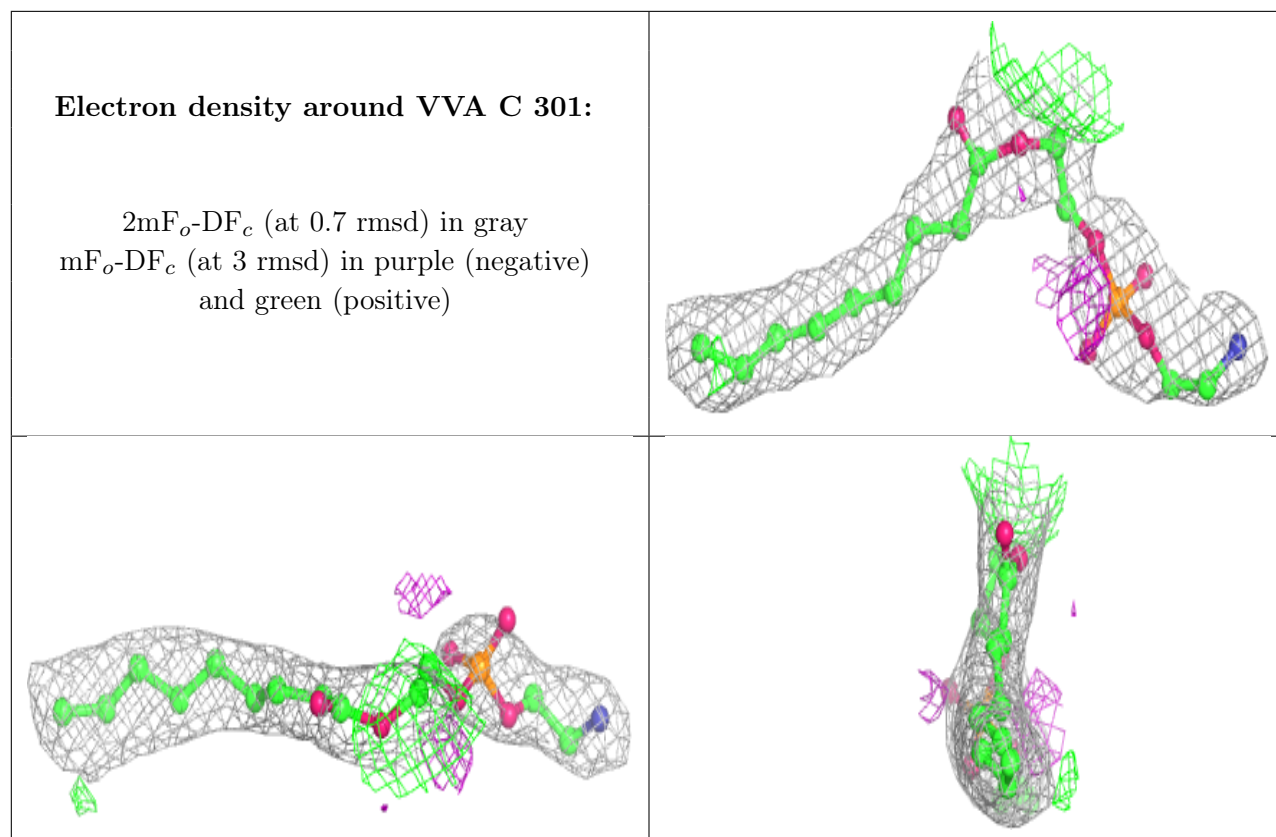 Electron density around VVA C 301:
2mFo-DFc (at 0.7 rmsd) in gray
mFo-DFc (at 3 rmsd) in purple (negative)
and green (positive)